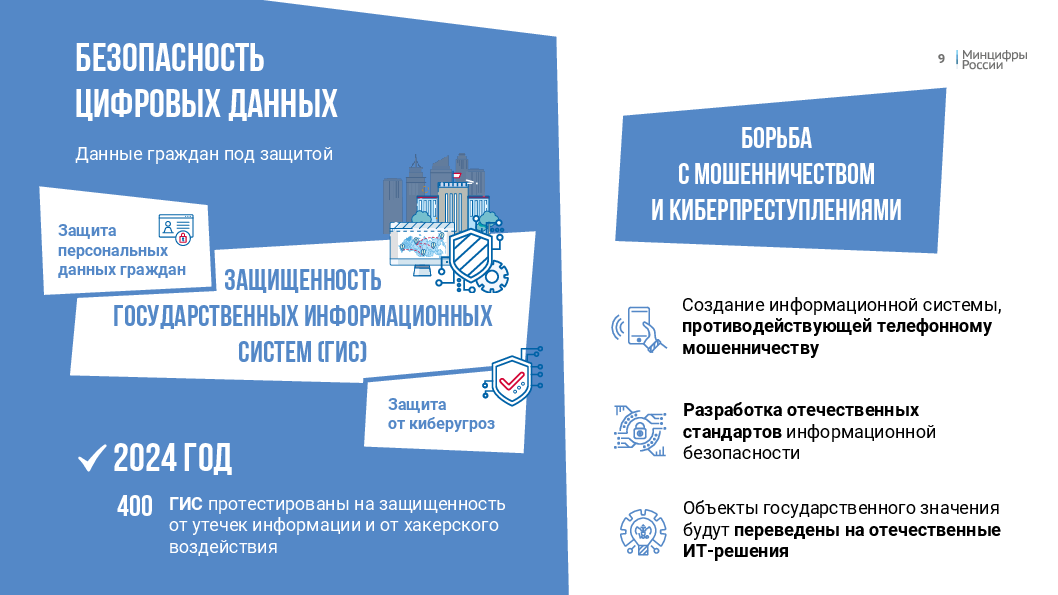 БЕЗОПАСНОСТЬ
ЦИФРОВЫХ ДАННЫХ
Данные граждан под защитой
Защита
персональных
данных граждан
ЗАЩИЩЕННОСТЬ
ГОСУДАРСТВЕННЫХ ИНФОРМАЦИОННЫХ
СИСТЕМ (ГИС)
Защита
от киберугроз
2024 ГОД
400 ГИС протестированы на защищенность
от утечек информации и от хакерского
воздействия
9 Минцифры
России
БОРЬБА
С МОШЕННИЧЕСТВОМ
И КИБЕРПРЕСТУПЛЕНИЯМИ
Создание информационной системы,
противодействующей телефонному
мошенничеству
Разработка отечественных
стандартов информационной
безопасности
Объекты государственного значения
будут переведены на отечественные
ИТ-решения